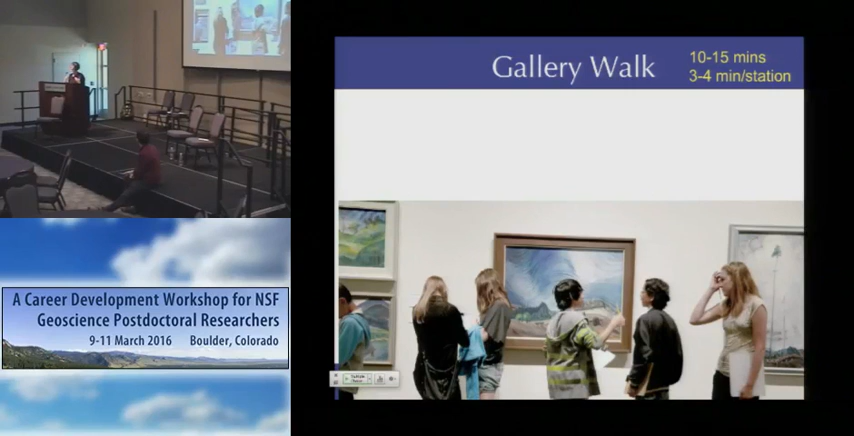 Gallery Walk
10-15 mins
3-4 min/station
A Career Development Workshop for NSF
Geoscience Postdoctoral Researchers
9-11 March 2016 Boulder, Colorado